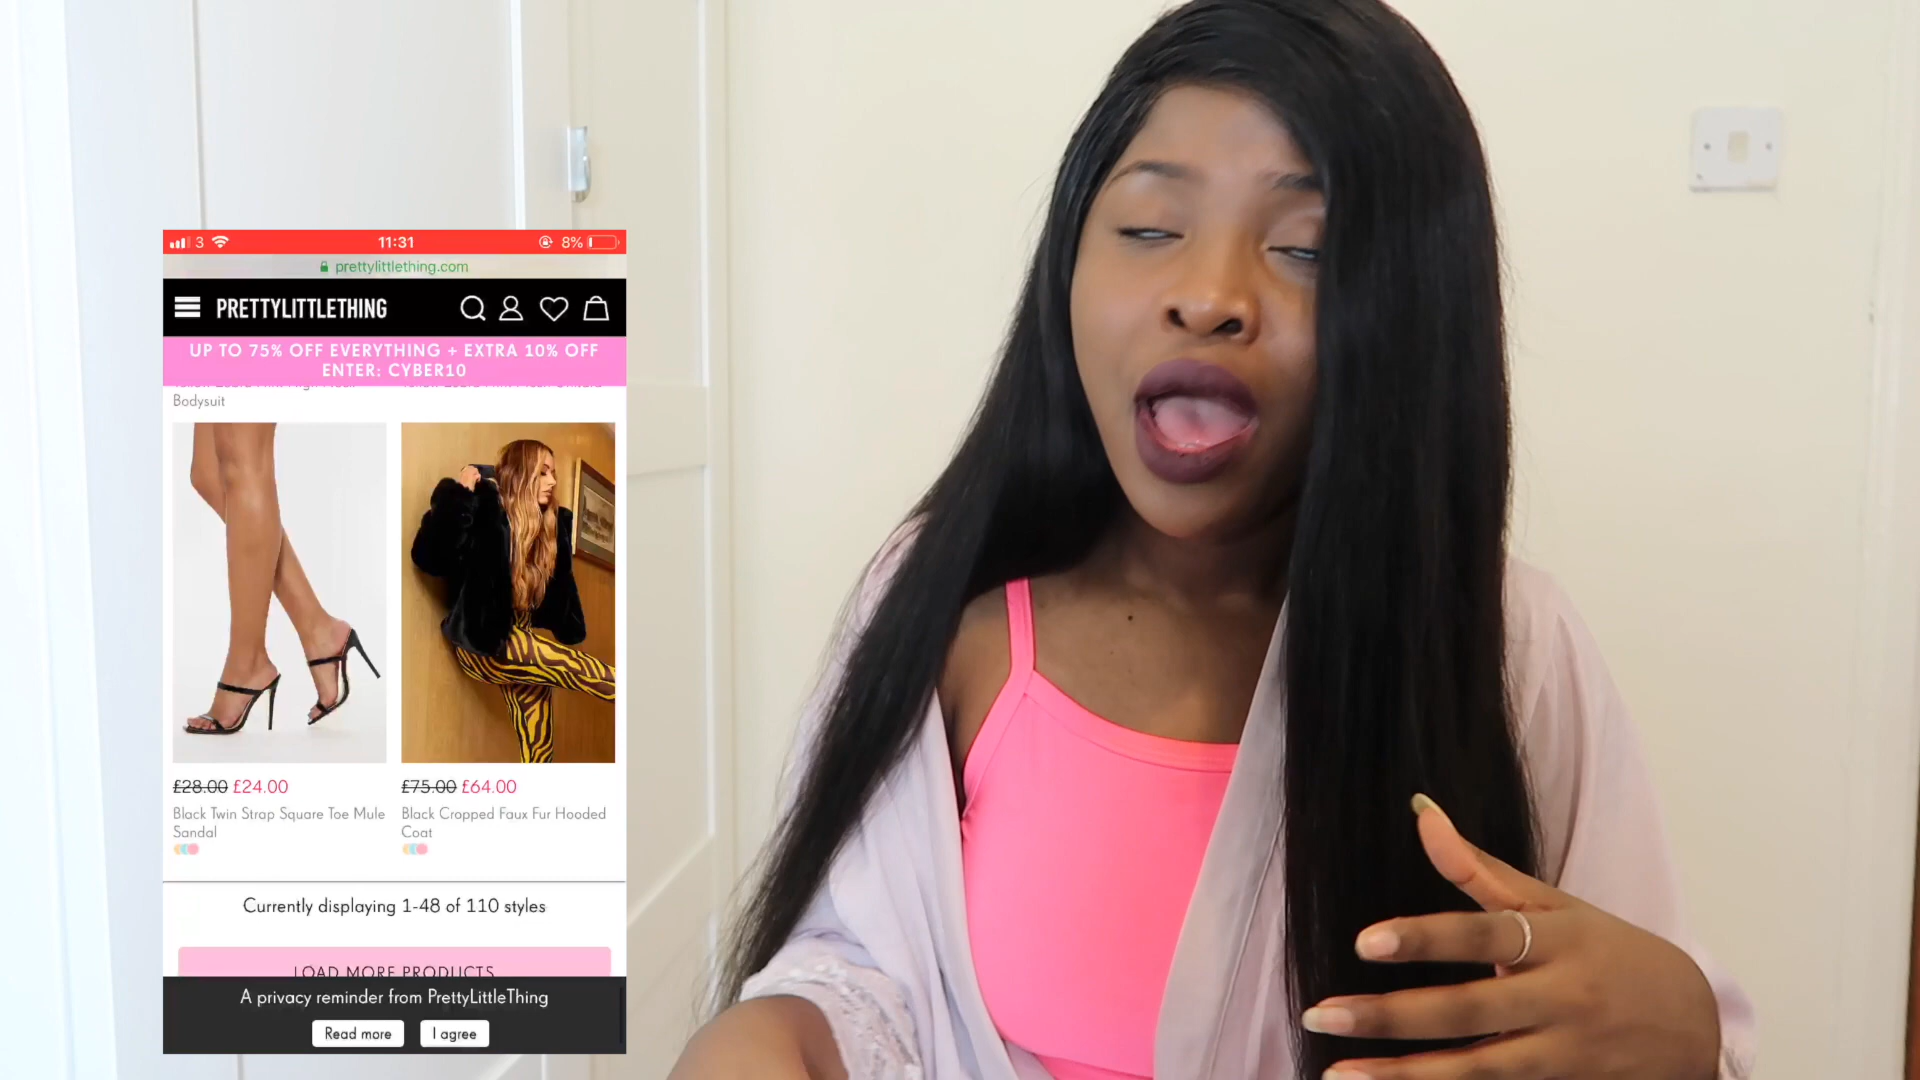 3 11:31 8%
prettylittlething.com
PRETTYLITTLETHING
UP TO 75% OFF EVERYTHING + EXTRA 10% OFF
ENTER: CYBER10
Bodysuit
£28.00 £24.00
Black Twin Strap Square Toe Mule
Sandal
£75.00 £64.00
Black Cropped Faux Fur Hooded
Coat
Currently displaying 1-48 of 110 styles
LOAD MORE PRODUCTS
A privacy reminder from PrettyLittleThing
Read more
I agree